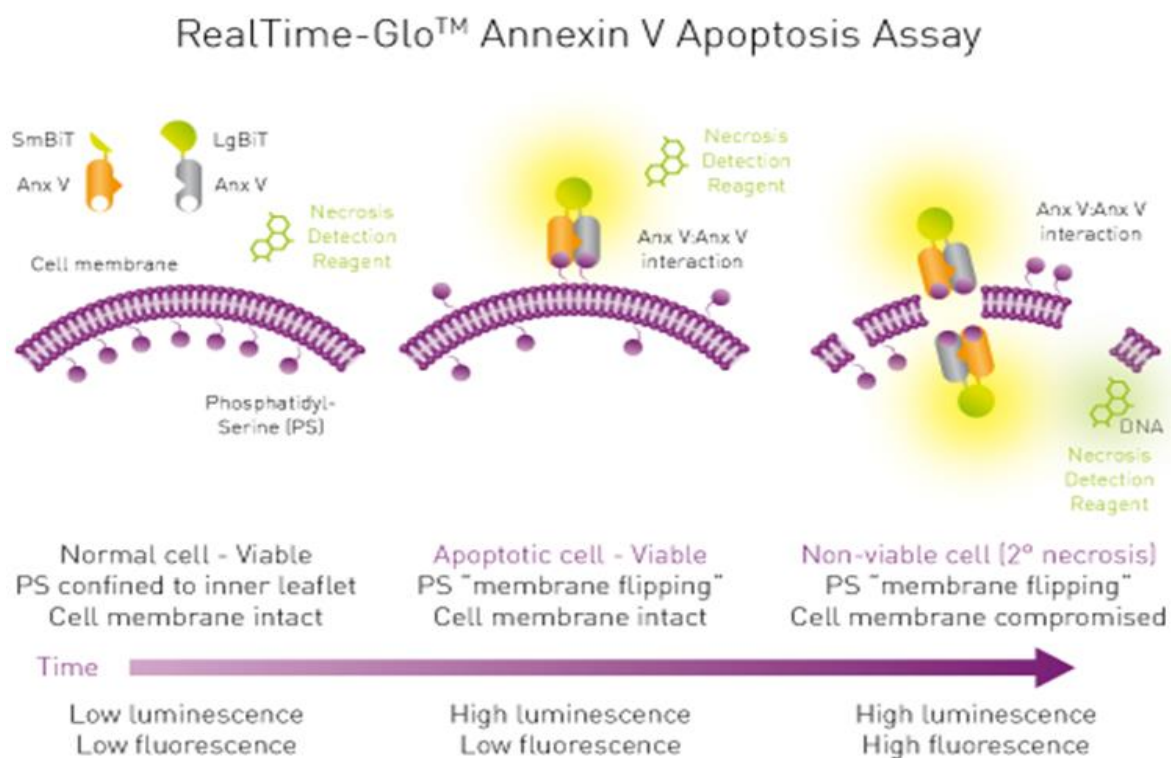 RealTime-Glo™ Annexin V Apoptosis Assay
SmBiT
LgBiT
Anx V
Anx V
Necrosis
Detection
Reagent
Cell membrane
Phosphatidyl-
Serine (PS)
Necrosis
Detection
Reagent
Anx V:Anx V
interaction
Anx V:Anx V
interaction
DNA
Necrosis
Detection
Reagent
Normal cell - Viable
PS confined to inner leaflet
Cell membrane intact
Apoptotic cell - Viable
PS "membrane flipping"
Cell membrane intact
Non-viable cell (2° necrosis)
PS "membrane flipping"
Cell membrane compromised
Time
Low luminescence
Low fluorescence
High luminescence
Low fluorescence
High luminescence
High fluorescence